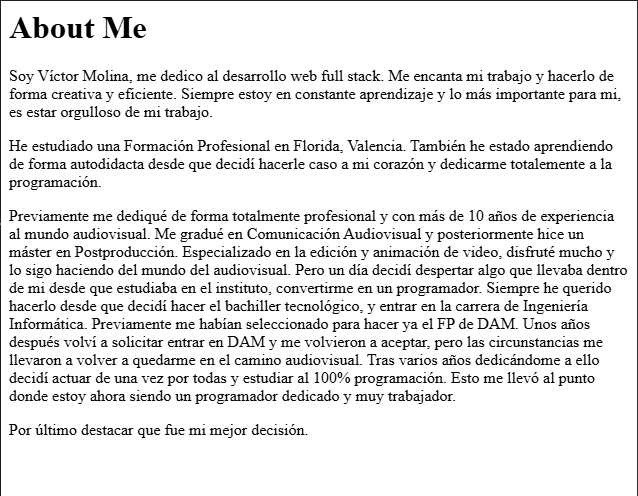 About Me
Soy Víctor Molina, me dedico al desarrollo web full stack. Me encanta mi trabajo y hacerlo de
forma creativa y eficiente. Siempre estoy en constante aprendizaje y lo más importante para mi,
es estar orgulloso de mi trabajo.
He estudiado una Formación Profesional en Florida, Valencia. También he estado aprendiendo
de forma autodidacta desde que decidí hacerle caso a mi corazón y dedicarme totalemente a la
programación.
Previamente me dediqué de forma totalmente profesional y con más de 10 años de experiencia
al mundo audiovisual. Me gradué en Comunicación Audiovisual y posteriormente hice un
máster en Postproducción. Especializado en la edición y animación de video, disfruté mucho y
lo sigo haciendo del mundo del audiovisual. Pero un día decidí despertar algo que llevaba dentro
de mi desde que estudiaba en el instituto, convertirme en un programador. Siempre he querido
hacerlo desde que decidí hacer el bachiller tecnológico, y entrar en la carrera de Ingeniería
Informática. Previamente me habían seleccionado para hacer ya el FP de DAM. Unos años
después volví a solicitar entrar en DAM y me volvieron a aceptar, pero las circunstancias me
llevaron a volver a quedarme en el camino audiovisual. Tras varios años dedicándome a ello
decidí actuar de una vez por todas y estudiar al 100% programación. Esto me llevó al punto
donde estoy ahora siendo un programador dedicado y muy trabajador.
Por último destacar que fue mi mejor decisión.